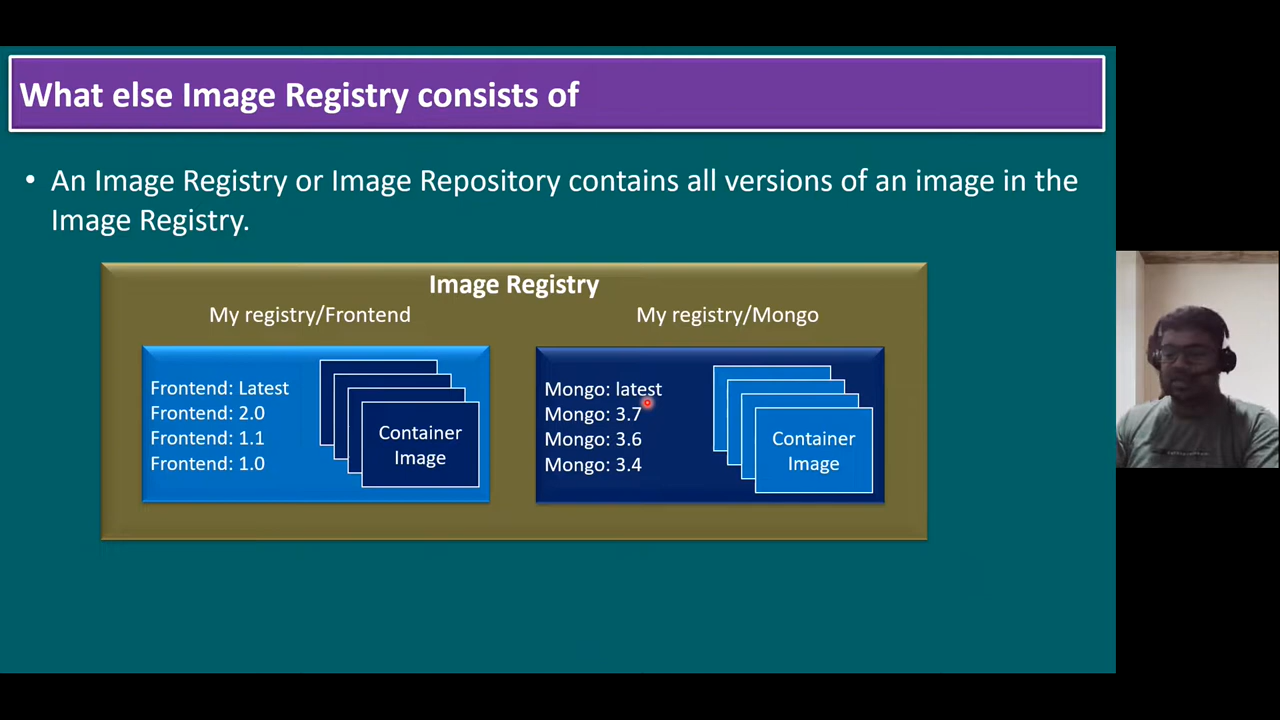 What else Image Registry consists of
• An Image Registry or Image Repository contains all versions of an image in the
Image Registry.
Image Registry
My registry/Frontend
Frontend: Latest
Frontend: 2.0
Frontend: 1.1
Frontend: 1.0
Container
Image
My registry/Mongo
Mongo: latest
Mongo: 3.7
Mongo: 3.6
Mongo: 3.4
Container
Image